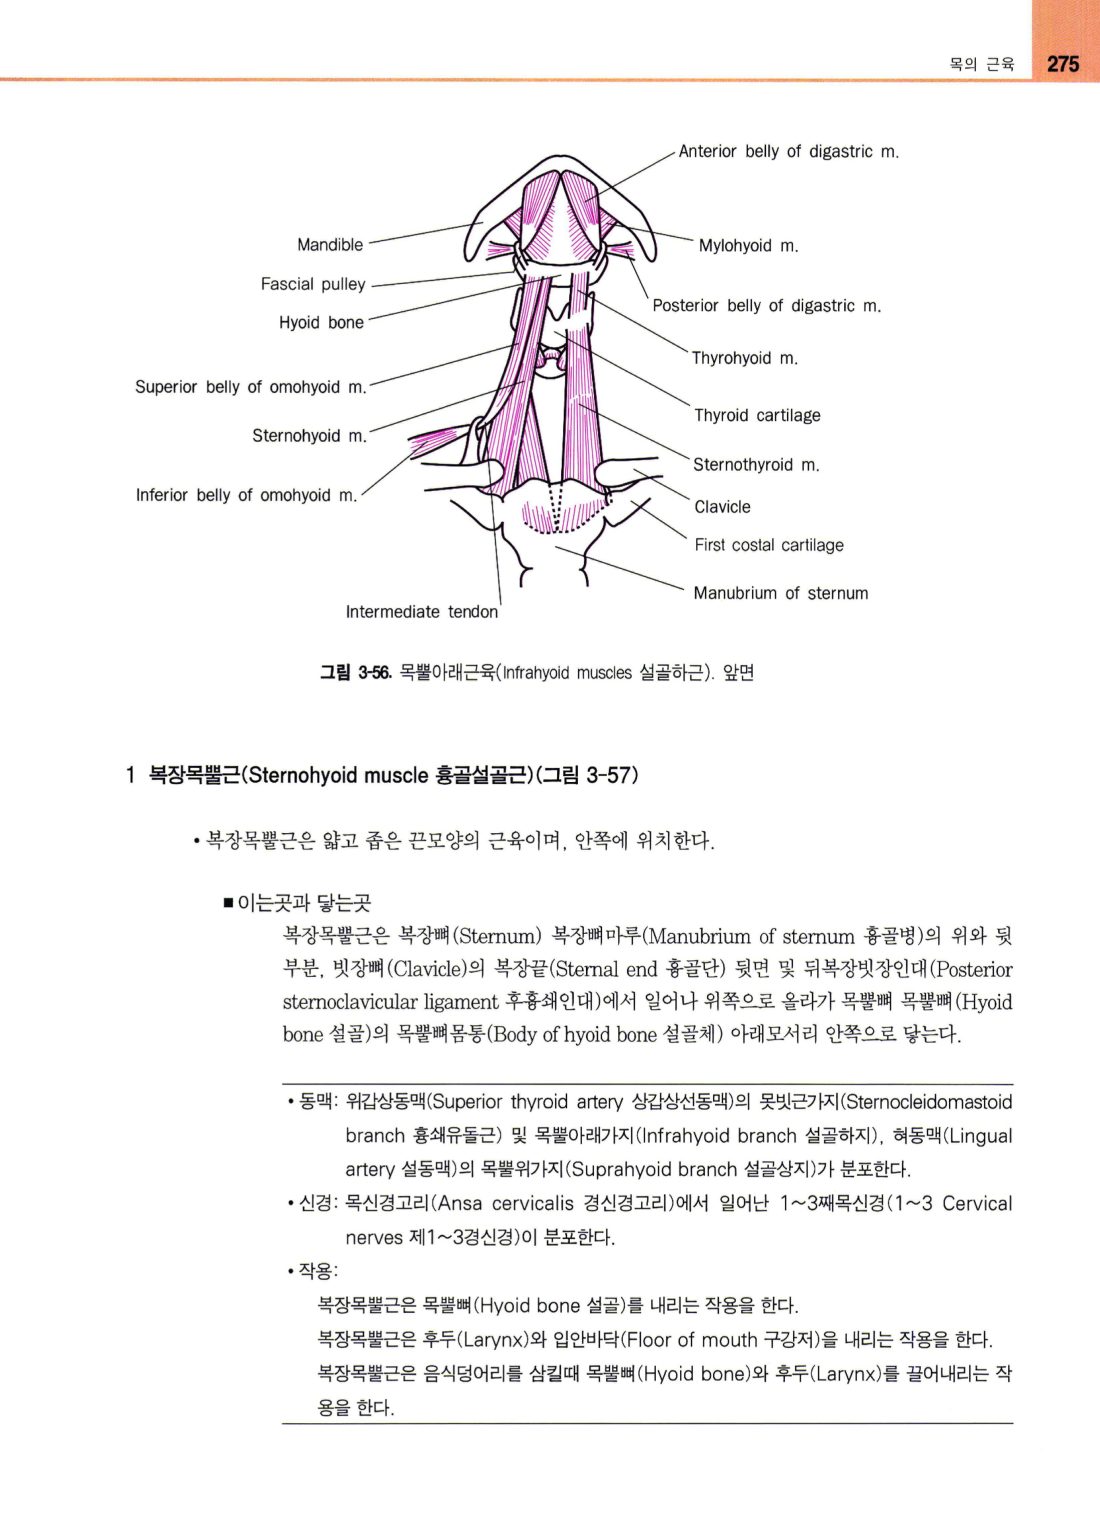 목의 근육 275
Anterior belly of digastric m.
Mandible
Mylohyoid m.
Fascial pulley
Posterior belly of digastric m.
Hyoid bone
Thyrohyoid m.
Superior belly of omohyoid m.
Thyroid cartilage
Sternohyoid m.
Sternothyroid m.
Inferior belly of omohyoid m.
Clavicle
First costal cartilage
Manubrium of sternum
Intermediate tendon
그림 3-56. 목뿔아래근육(Infrahyoid muscles 설골하근). 앞면
1 복장목뿔근(Sternohyoid muscle 흉골설골근)(그림 3-57)
• 복장목뿔근은 얇고 좁은 끈모양의 근육이며, 안쪽에 위치한다.
■ 이는곳과 닿는곳
복장목뿔근은 복장뼈(Sternum) 복장뼈마루(Manubrium of sternum 흉골병)의 위와 뒷
부분, 빗장뼈(Clavicle)의 복장끝(Sternal end 흉골단) 뒷면 및 뒤복장빗장인대(Posterior
sternoclavicular ligament 후흉쇄인대)에서 일어나 위쪽으로 올라가 목뿔뼈 목뿔뼈(Hyoid
bone 설골)의 목뿔뼈몸통(Body of hyoid bone 설골체) 아래모서리 안쪽으로 닿는다.
• 동맥: 위갑상동맥(Superior thyroid artery 상갑상선동맥)의 못빗근가지(Sternocleidomastoid
branch 흉쇄유돌근) 및 목뿔아래가지(Infrahyoid branch 설골하지), 혀동맥(Lingual
artery 설동맥)의 목뿔위가지(Suprahyoid branch 설골상지)가 분포한다.
• 신경: 목신경고리(Ansa cervicalis 경신경고리)에서 일어난 1~3째목신경(1~3 Cervical
nerves 제1~3경신경)이 분포한다.
• 작용:
복장목뿔근은 목뿔뼈(Hyoid bone 설골)를 내리는 작용을 한다.
복장목뿔근은 후두(Larynx)와 입안바닥(Floor of mouth 구강저)을 내리는 작용을 한다.
복장목뿔근은 음식덩어리를 삼킬때 목뿔뼈(Hyoid bone)와 후두(Larynx)를 끌어내리는 작
용을 한다.